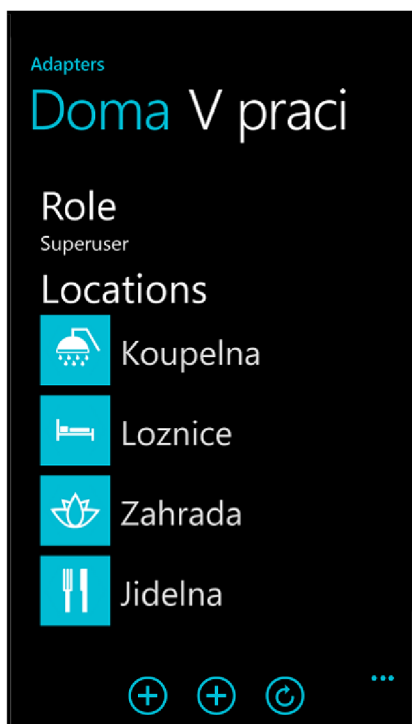 Adapters
Doma V praci
Role
Superuser
Locations
Koupelna
Loznice
Zahrada
Jidelna